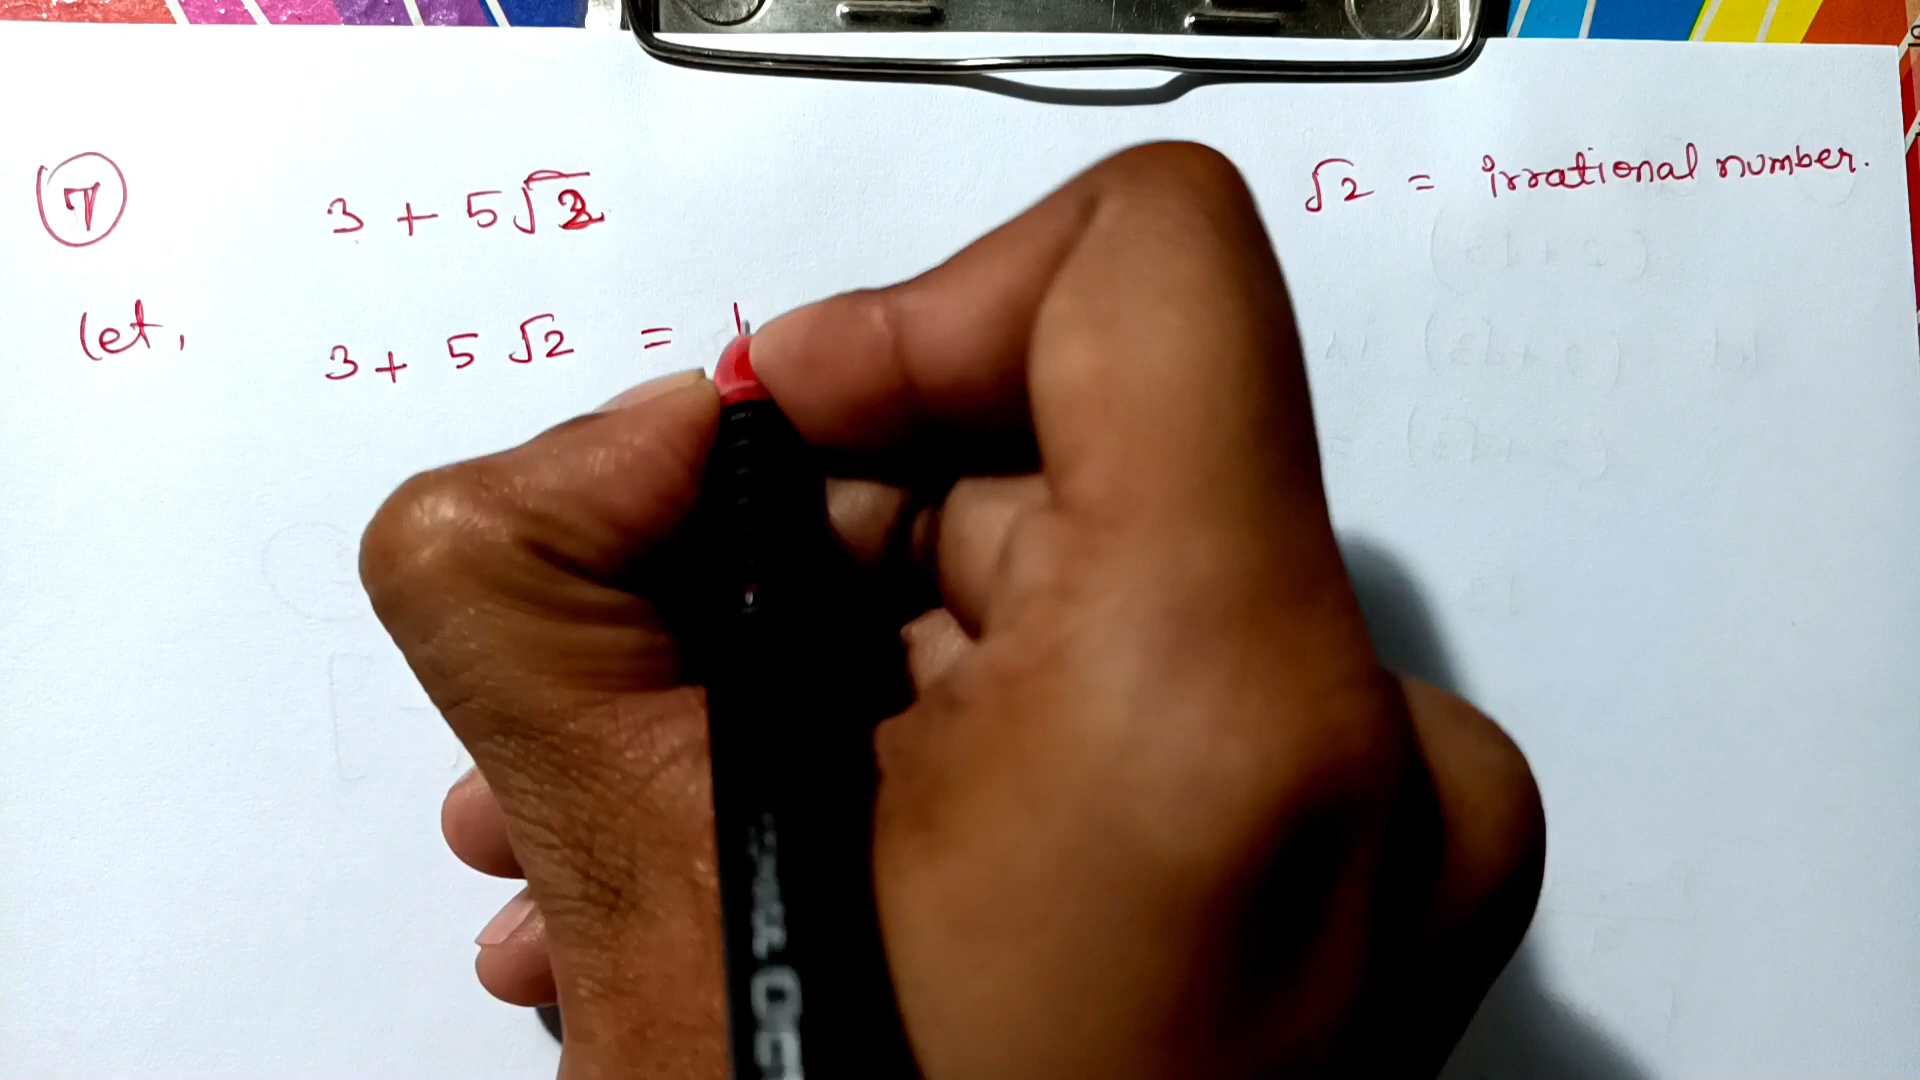 7 3 + 5√2 √2 = irrational number.
let, 3 + 5 √2 =